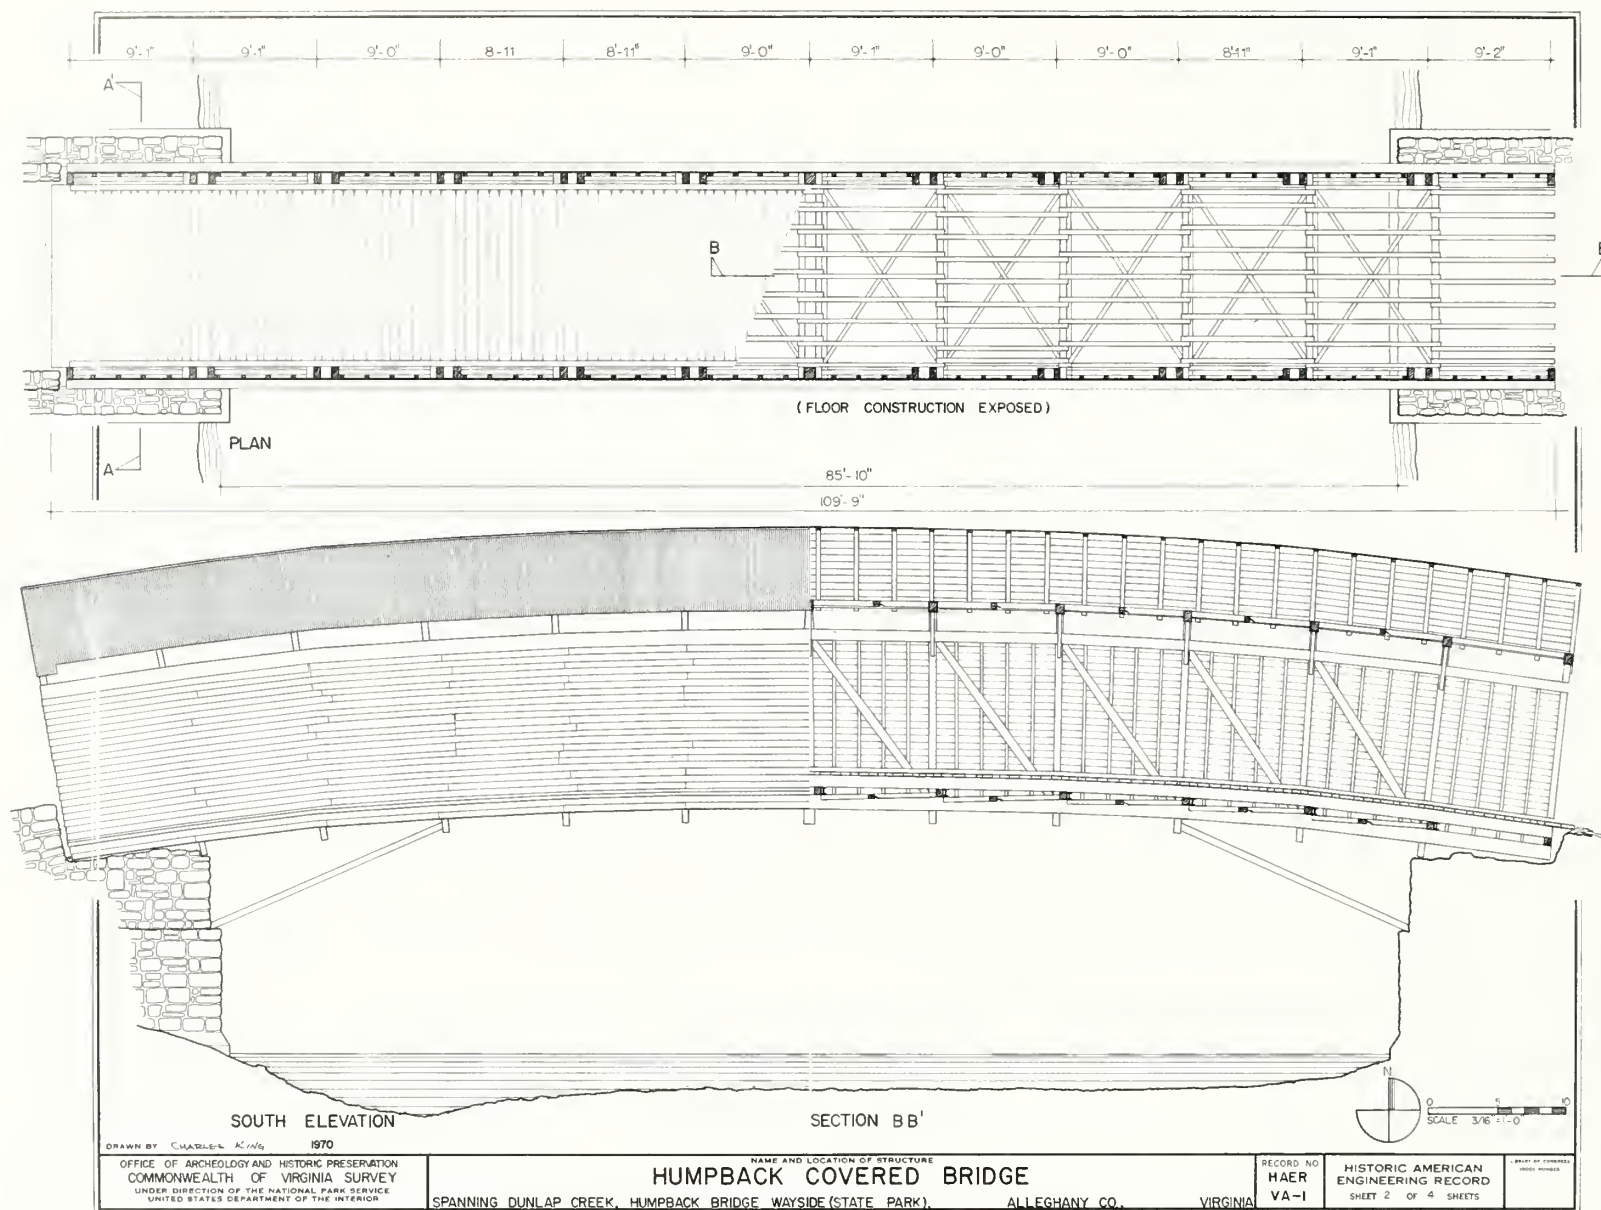 9'-1" 9'-1" 9'-0" 8-11 8'-11" 9'-0" 9'-1" 9'-0" 9'-0" 8'-11" 9'-1" 9'-2"
A'
B
(FLOOR CONSTRUCTION EXPOSED)
PLAN
A
85'-10"
109'-9"
N
SOUTH ELEVATION
SECTION BB'
0 5 10
SCALE 3/16"=1'-0"
DRAWN BY CHARLES KING 1970
OFFICE OF ARCHEOLOGY AND HISTORIC PRESERVATION
COMMONWEALTH OF VIRGINIA SURVEY
UNDER DIRECTION OF THE NATIONAL PARK SERVICE
UNITED STATES DEPARTMENT OF THE INTERIOR
NAME AND LOCATION OF STRUCTURE
HUMPBACK COVERED BRIDGE
SPANNING DUNLAP CREEK, HUMPBACK BRIDGE WAYSIDE (STATE PARK), ALLEGHANY CO., VIRGINIA
RECORD NO
HAER
VA-1
HISTORIC AMERICAN
ENGINEERING RECORD
SHEET 2 OF 4 SHEETS
LIBRARY OF CONGRESS
INDEX NUMBER